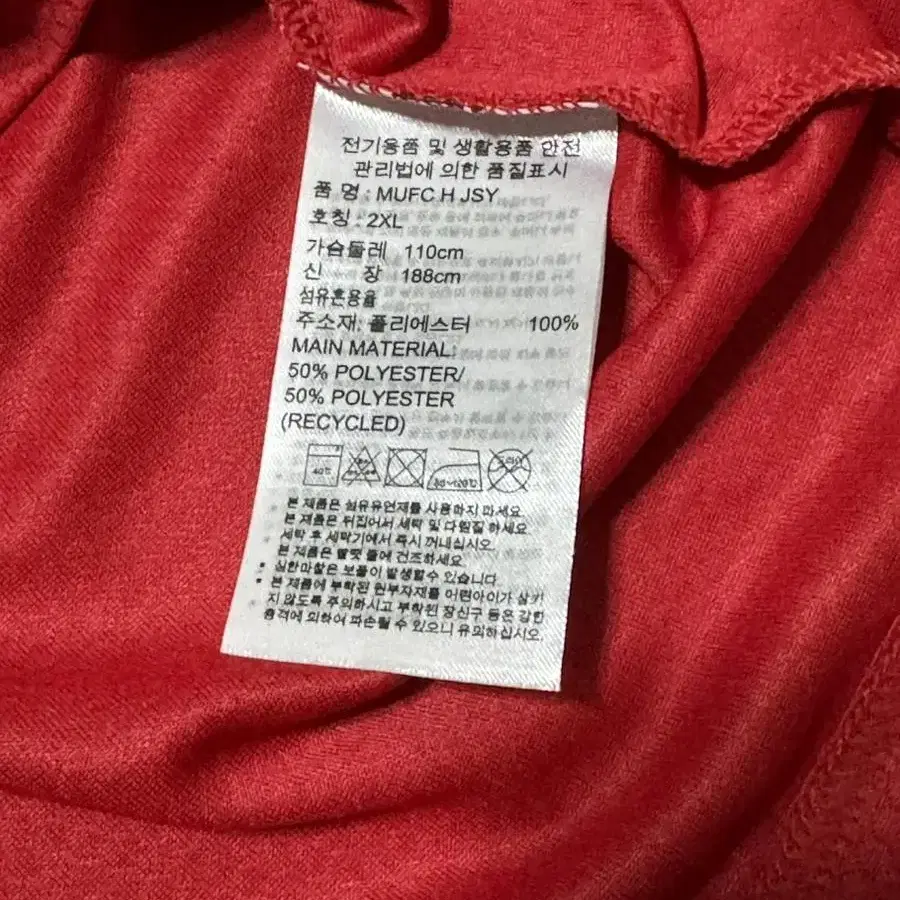 전기용품 및 생활용품 안전
관리법에 의한 품질표시
품 명 : MUFC H JSY
호칭 : 2XL
가슴둘레 110cm
신 장 188cm
섬유혼용율
주소재: 폴리에스터 100%
MAIN MATERIAL:
50% POLYESTER/
50% POLYESTER
(RECYCLED)
40℃ 80~120℃ 드라이
본 제품은 섬유유연제를 사용하지 마세요.
본 제품은 뒤집어서 세탁 및 다림질 하세요
세탁 후 세탁기에서 즉시 꺼내십시오.
본 제품은 팔랫 들에 건조하세요
심한마찰은 보풀이 발생할수 있습니다
본 제품에 부착된 원부자재를 어린아이가 삼키
지 않도록 주의하시고 부착된 장신구 등은 강한
충격에 의하여 파손될 수 있으니 유의하십시오.